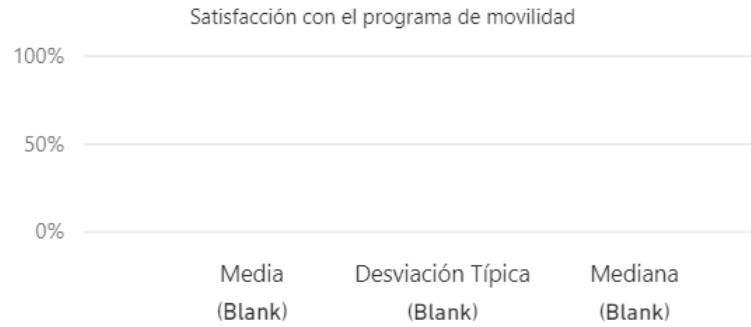 Satisfacción con el programa de movilidad
100%
50%
0%
Media Desviación Típica Mediana
(Blank) (Blank) (Blank)